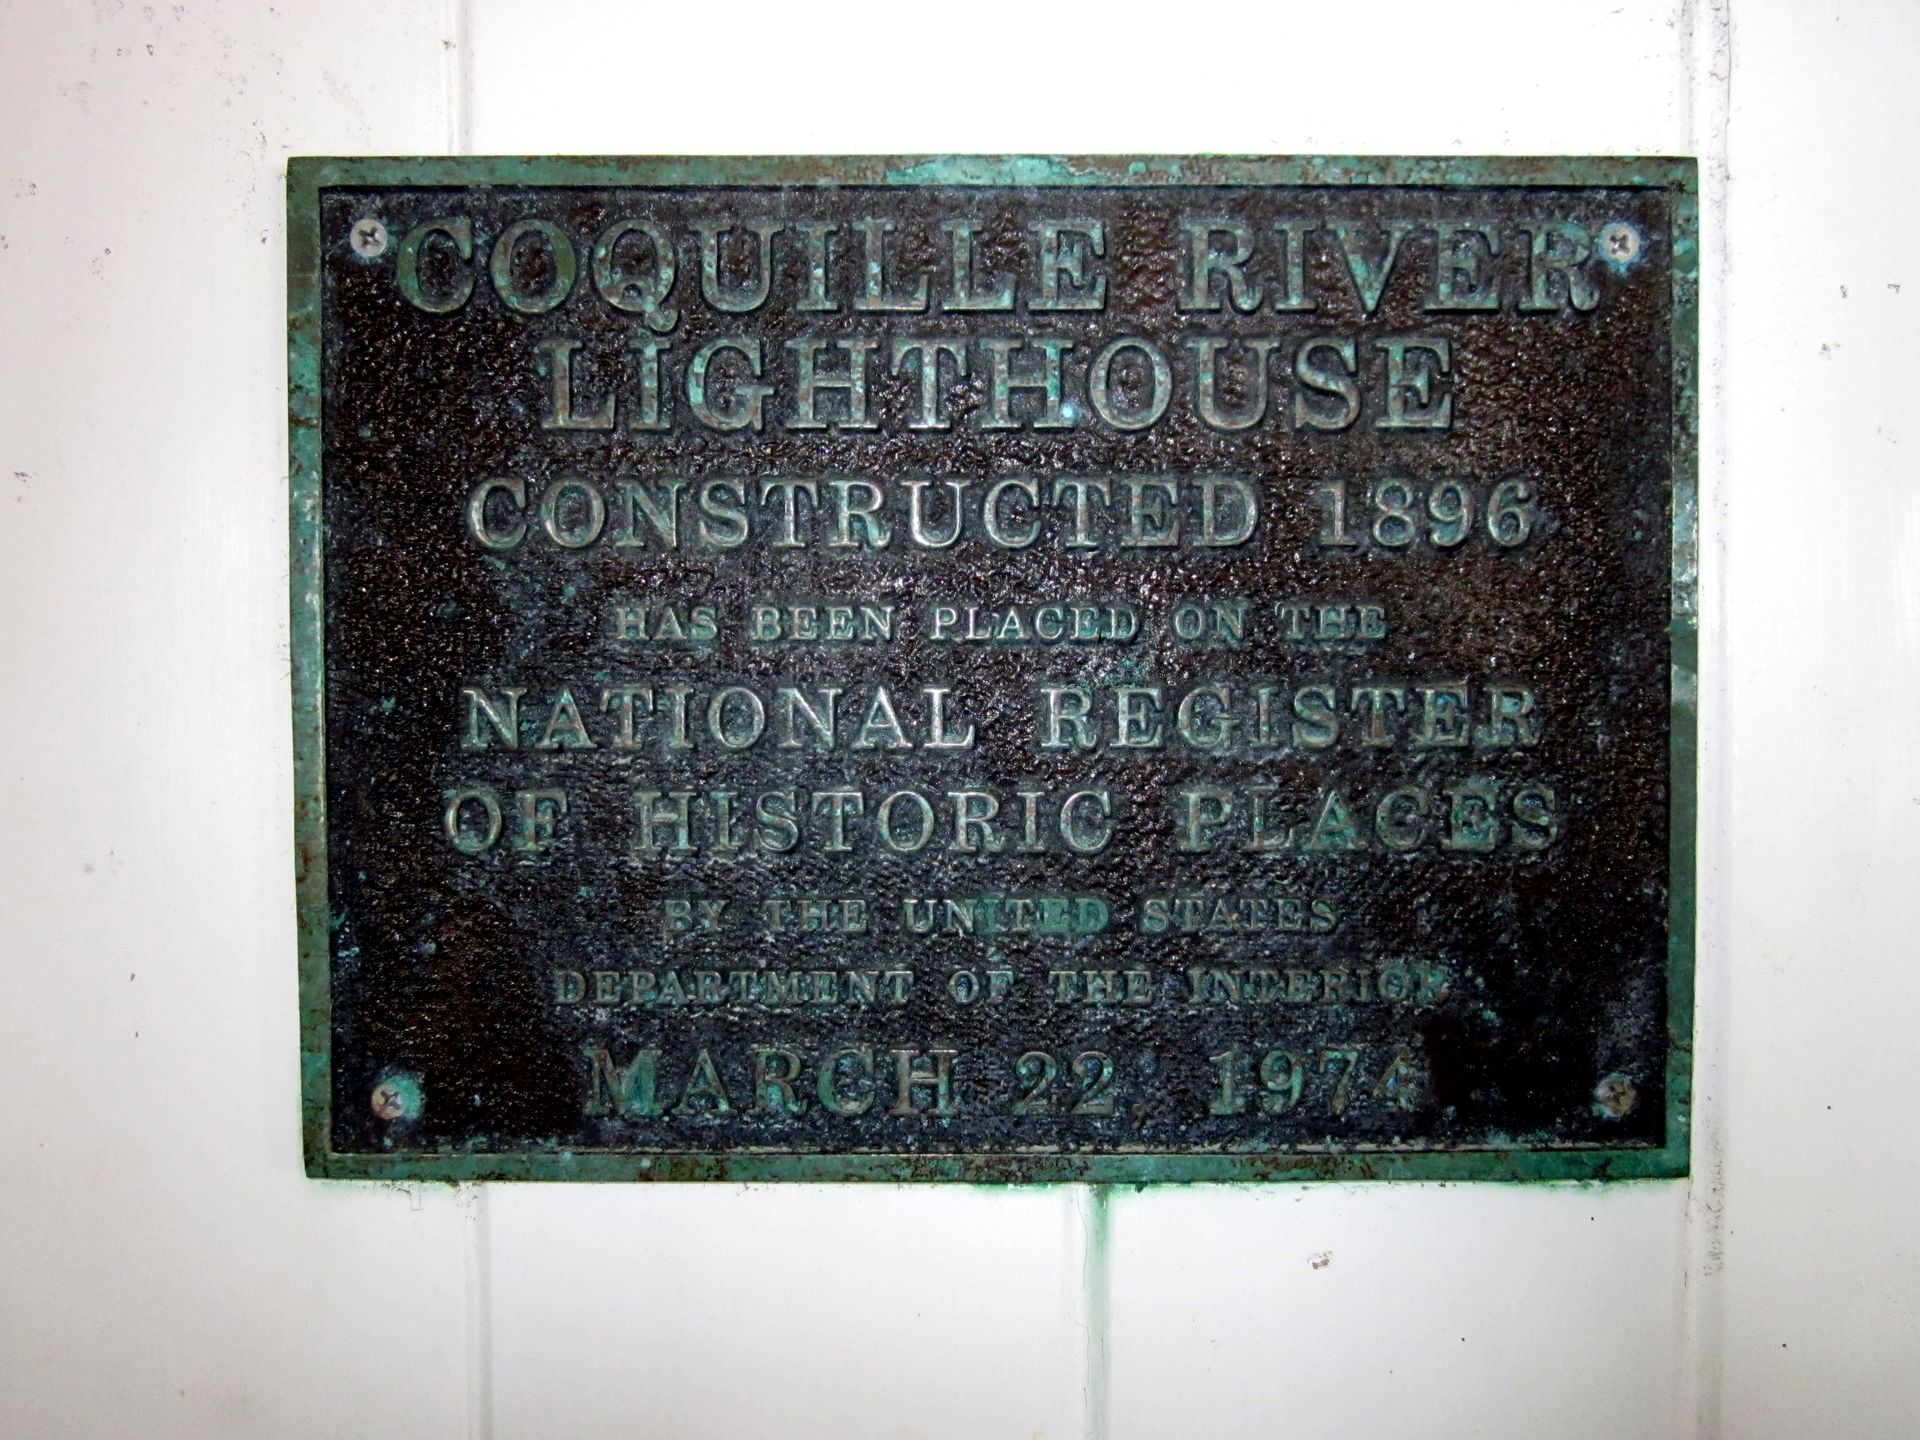 COQUILLE RIVER
LIGHTHOUSE
CONSTRUCTED 1896
HAS BEEN PLACED ON THE
NATIONAL REGISTER
OF HISTORIC PLACES
BY THE UNITED STATES
DEPARTMENT OF THE INTERIOR
MARCH 22, 1974